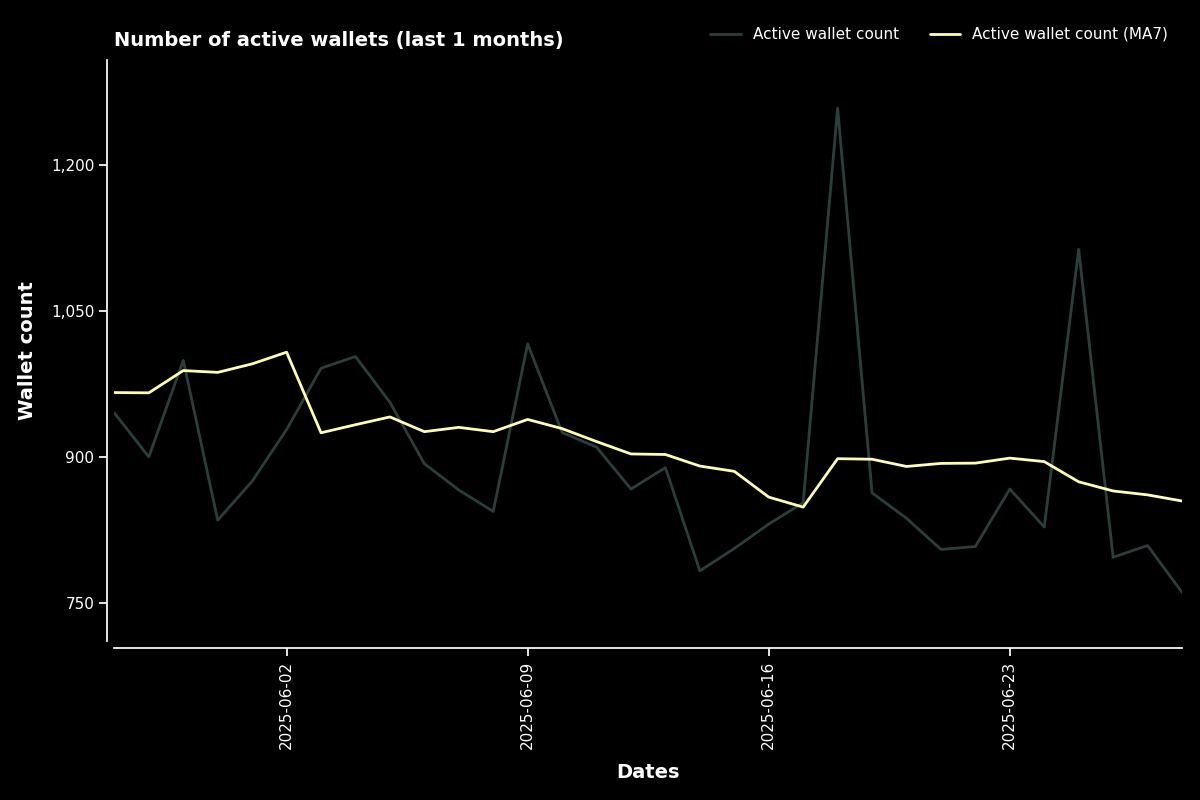 Number of active wallets (last 1 months)
Active wallet count
Active wallet count (MA7)
Wallet count
1,200
1,050
900
750
2025-06-02
2025-06-09
2025-06-16
2025-06-23
Dates